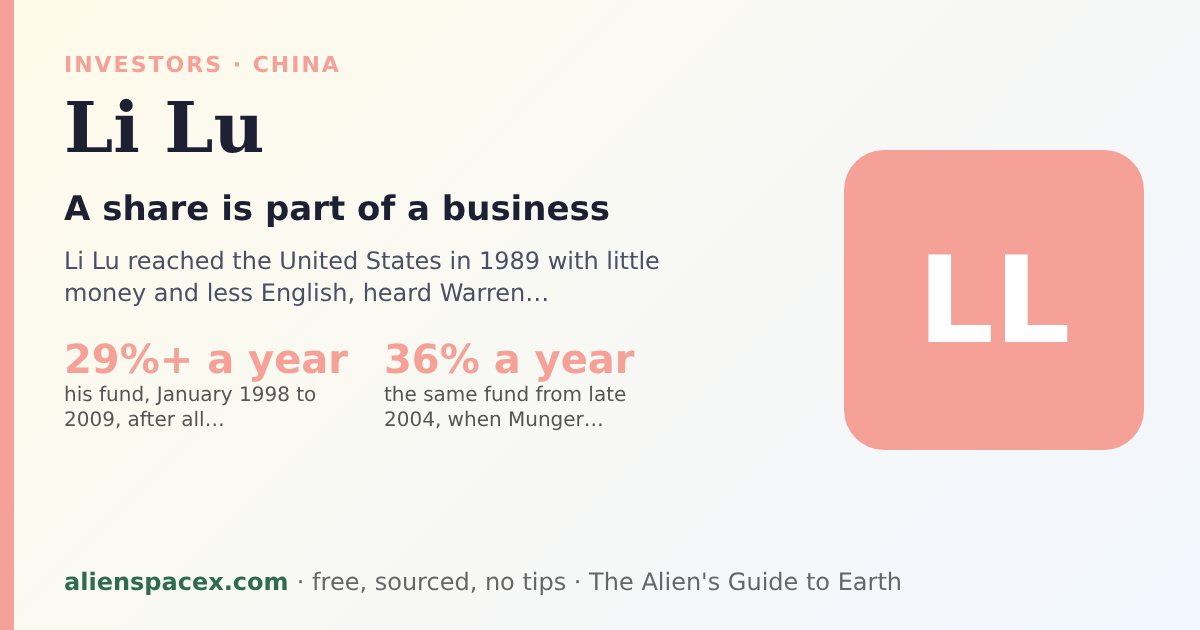 INVESTORS · CHINA
Li Lu
A share is part of a business
Li Lu reached the United States in 1989 with little
money and less English, heard Warren…
29%+ a year
his fund, January 1998 to
2009, after all…
36% a year
the same fund from late
2004, when Munger…
LL
alienspacex.com · free, sourced, no tips · The Alien's Guide to Earth